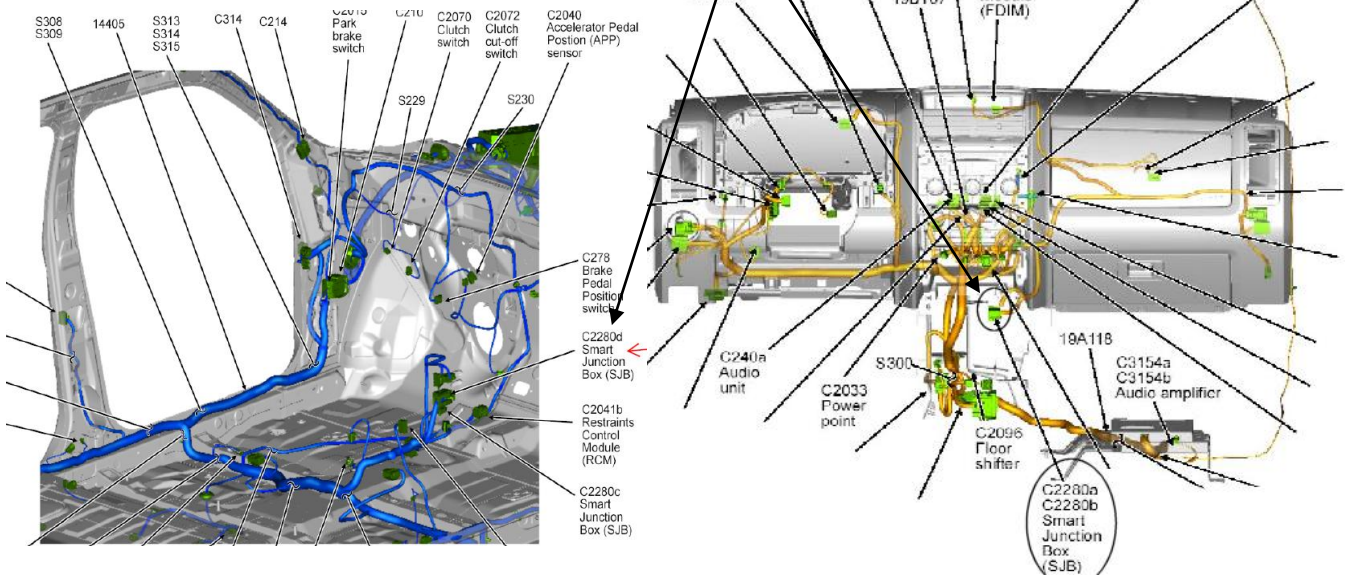 S308
S309
14405
S313
S314
S315
C314
C214
C2015
Park
brake
switch
C210
C2070
Clutch
switch
C2072
Clutch
cut-off
switch
C2040
Accelerator Pedal
Postion (APP)
sensor
S229
S230
C278
Brake
Pedal
Position
switch
C2280d
Smart
Junction
Box (SJB)
C2041b
Restraints
Control
Module
(RCM)
C2280c
Smart
Junction
Box (SJB)
(FDIM)
C240a
Audio
unit
C2033
Power
point
S300
C2096
Floor
shifter
19A118
C3154a
C3154b
Audio amplifier
C2280a
C2280b
Smart
Junction
Box
(SJB)